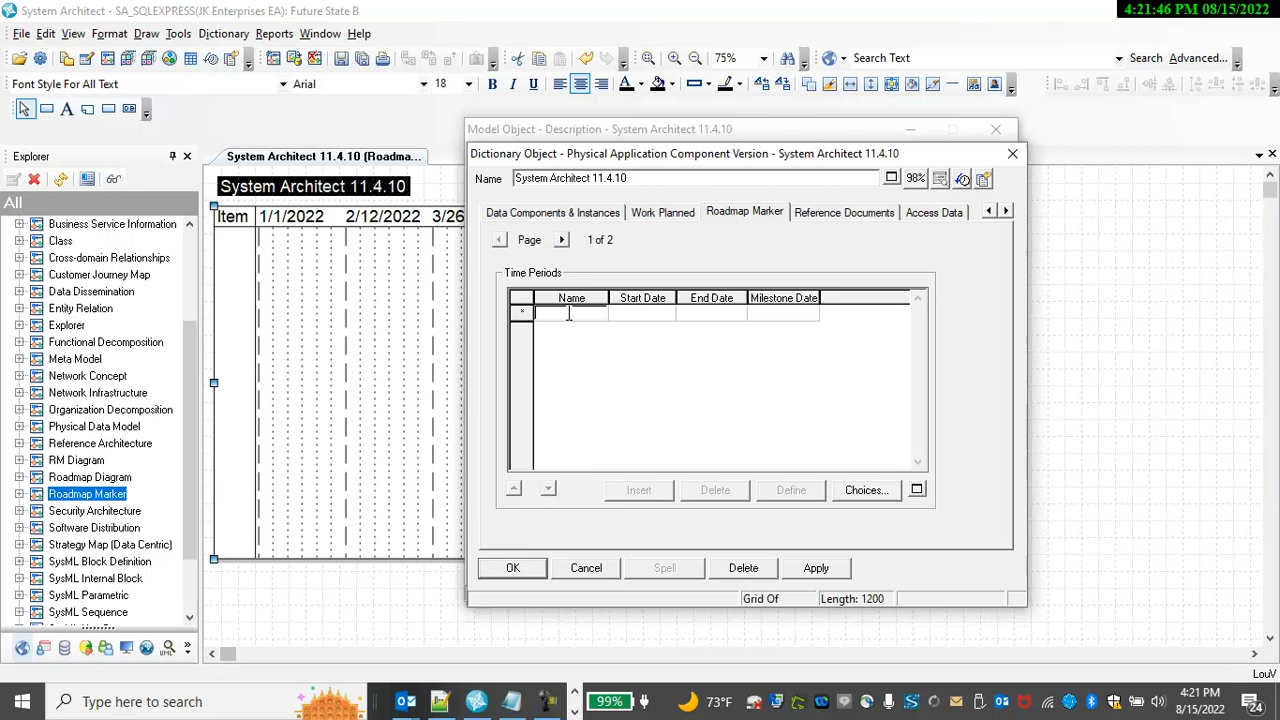 4:21:46 PM 08/15/2022
System Architect - SA_SQLEXPRESS(JK Enterprises EA): Future State B
File Edit View Format Draw Tools Dictionary Reports Window Help
75% Search Text Search Advanced...
Font Style For All Text Arial 18 B I U A
Explorer
All
Business Service Information
Class
Cross-domain Relationships
Customer Journey Map
Data Dissemination
Entity Relation
Explorer
Functional Decomposition
Meta Model
Network Concept
Network Infrastructure
Organization Decomposition
Physical Data Model
Reference Architecture
RM Diagram
Roadmap Diagram
Roadmap Marker
Security Architecture
Software Distribution
Strategy Map (Data Centric)
SysML Block Definition
SysML Internal Block
SysML Parametric
SysML Sequence
System Architect 11.4.10 (Roadma...
System Architect 11.4.10
Item 1/1/2022 2/12/2022 3/26
Model Object - Description - System Architect 11.4.10
Dictionary Object - Physical Application Component Version - System Architect 11.4.10
Name System Architect 11.4.10 98%
Data Components & Instances Work Planned Roadmap Marker Reference Documents Access Data
Page 1 of 2
Time Periods
Name Start Date End Date Milestone Date
*
Insert Delete Define Choices...
OK Cancel Spell Delete Apply
Grid Of Length: 1200
LouV
Type here to search
99%
73°F
4:21 PM
8/15/2022
24